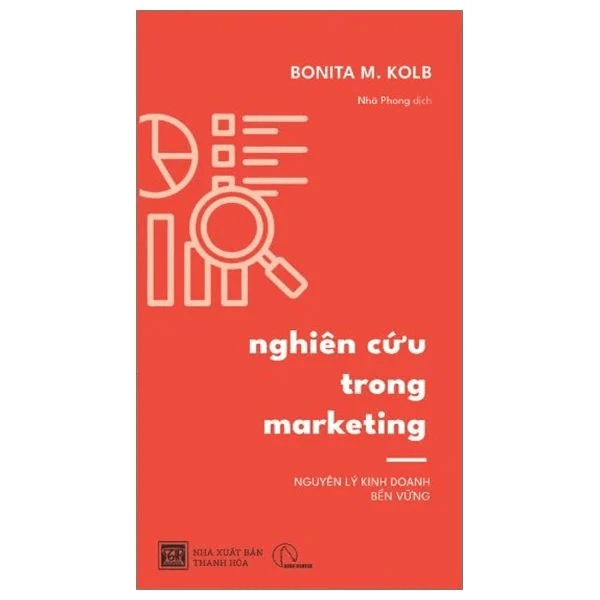 BONITA M. KOLB
Nhã Phong dịch
nghiên cứu
trong
marketing
NGUYÊN LÝ KINH DOANH
BỀN VỮNG
NHÀ XUẤT BẢN
THANH HÓA